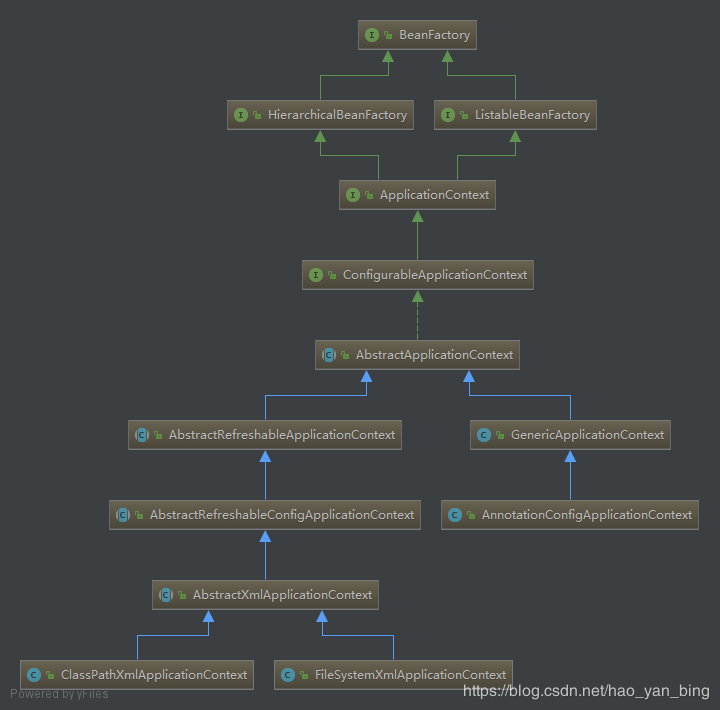 BeanFactory
HierarchicalBeanFactory
ListableBeanFactory
ApplicationContext
ConfigurableApplicationContext
AbstractApplicationContext
AbstractRefreshableApplicationContext
GenericApplicationContext
AbstractRefreshableConfigApplicationContext
AnnotationConfigApplicationContext
AbstractXmlApplicationContext
ClassPathXmlApplicationContext
FileSystemXmlApplicationContext
Powered by yFiles
https://blog.csdn.net/hao_yan_bing